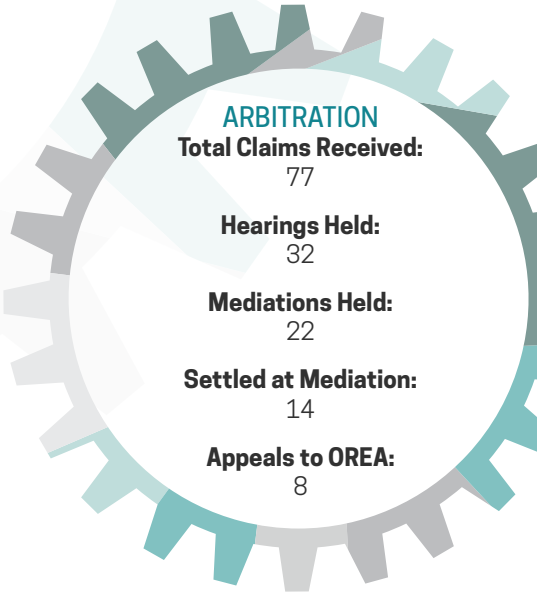 ARBITRATION
Total Claims Received:
77
Hearings Held:
32
Mediations Held:
22
Settled at Mediation:
14
Appeals to OREA:
8